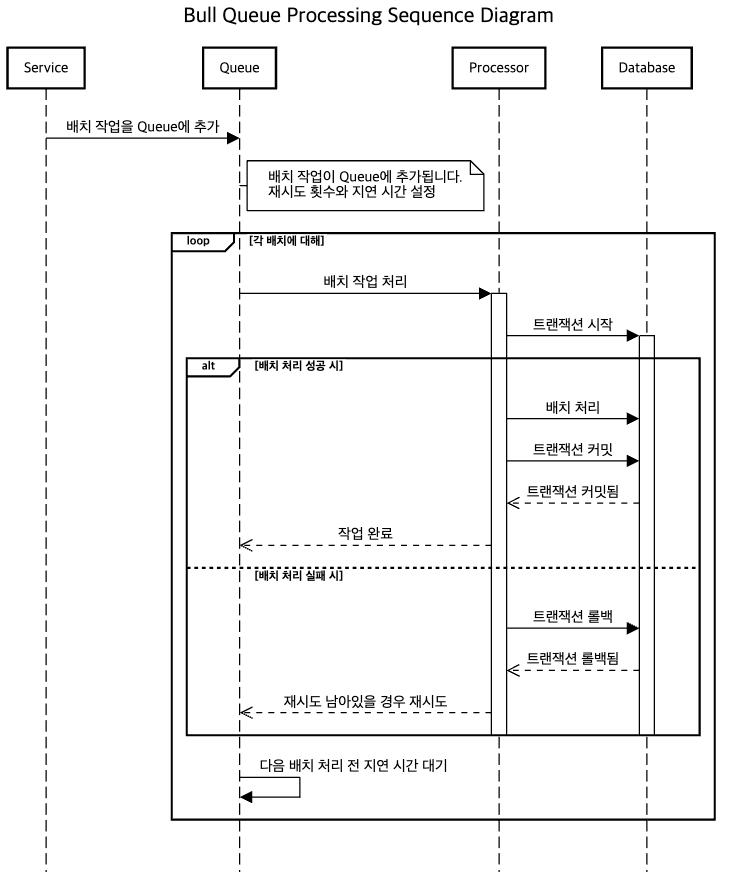 Bull Queue Processing Sequence Diagram
Service
Queue
Processor
Database
배치 작업을 Queue에 추가
배치 작업이 Queue에 추가됩니다.
재시도 횟수와 지연 시간 설정
loop
[각 배치에 대해]
배치 작업 처리
트랜잭션 시작
alt
[배치 처리 성공 시]
배치 처리
트랜잭션 커밋
트랜잭션 커밋됨
작업 완료
[배치 처리 실패 시]
트랜잭션 롤백
트랜잭션 롤백됨
재시도 남아있을 경우 재시도
다음 배치 처리 전 지연 시간 대기